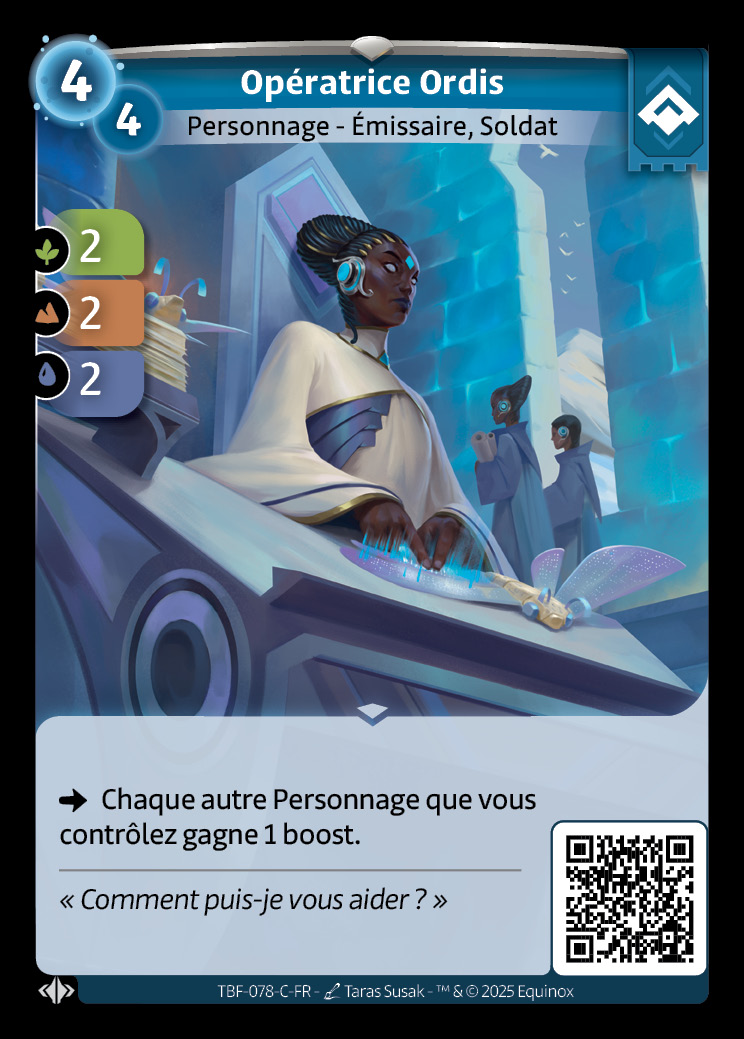 4
Opératrice Ordis
4
Personnage - Émissaire, Soldat
2
2
2
Chaque autre Personnage que vous
contrôlez gagne 1 boost.
« Comment puis-je vous aider ? »
TBF-078-C-FR - Taras Susak - ™ & © 2025 Equinox